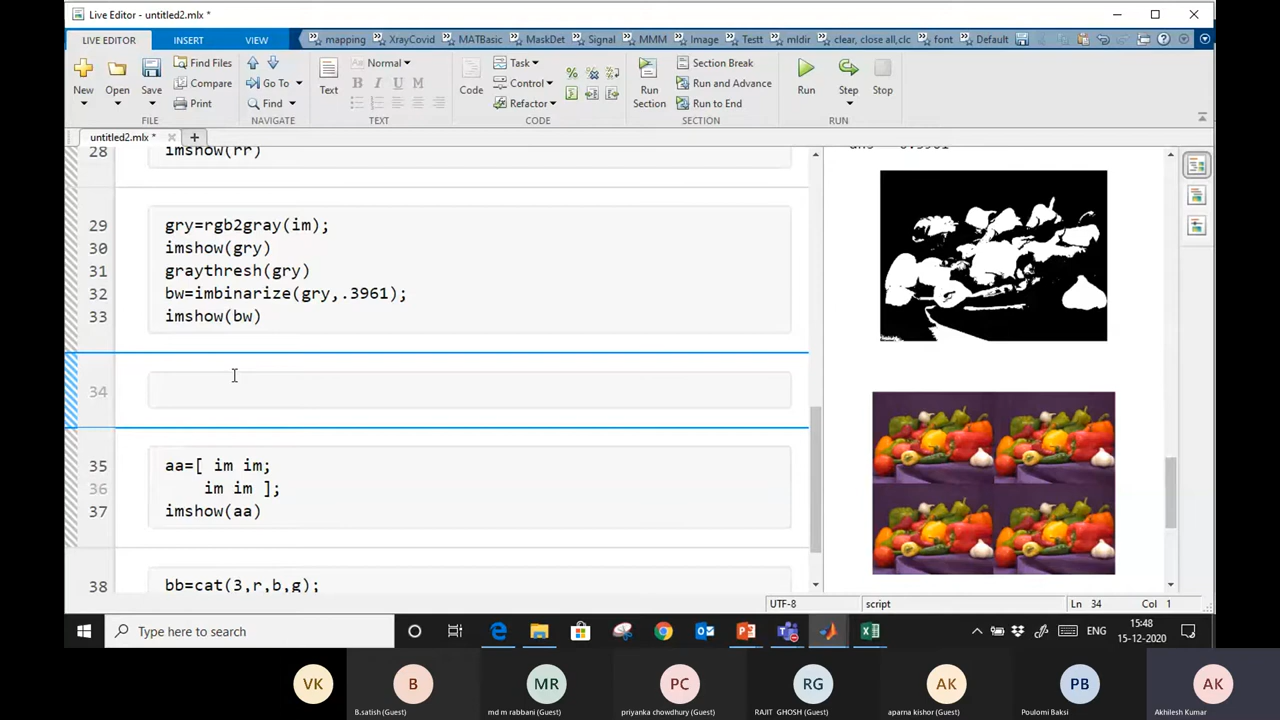 Live Editor - untitled2.mlx *
LIVE EDITOR INSERT VIEW mapping XrayCovid MATBasic MaskDet Signal MMM Image Testt mldir clear, close all,clc font Default
New Open Save Find Files Compare Print Go To Find Text Normal B I U M Code Task Control Refactor Run Section Section Break Run and Advance Run to End Run Step Stop
FILE NAVIGATE TEXT CODE SECTION RUN
untitled2.mlx *
28 imshow(rr)
29 gry=rgb2gray(im);
30 imshow(gry)
31 graythresh(gry)
32 bw=imbinarize(gry,.3961);
33 imshow(bw)
34
35 aa=[ im im;
36 im im ];
37 imshow(aa)
38 bb=cat(3,r,b,g);
UTF-8 script Ln 34 Col 1
Type here to search ENG 15:48
15-12-2020
VK B MR PC RG AK PB AK
B.satish (Guest) md m rabbani (Guest) priyanka chowdhury (Guest) RAJIT GHOSH (Guest) aparna kishor (Guest) Poulomi Baksi Akhilesh Kumar